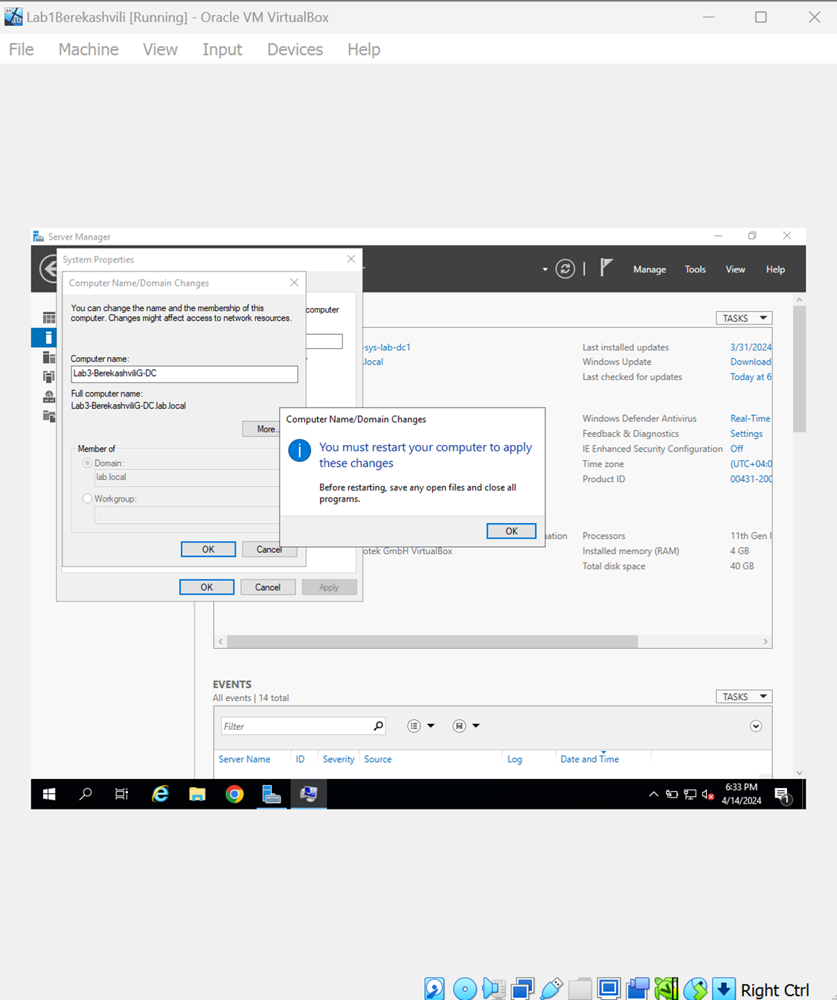 Lab1Berekashvili [Running] - Oracle VM VirtualBox
File Machine View Input Devices Help
Server Manager
Manage Tools View Help
System Properties
Computer Name/Domain Changes
You can change the name and the membership of this
computer. Changes might affect access to network resources.
computer
Computer name:
Lab3-BerekashviliG-DC
Full computer name:
Lab3-BerekashviliG-DC.lab.local
More...
Member of
Domain:
lab.local
Workgroup:
OK Cancel
OK Cancel Apply
Computer Name/Domain Changes
You must restart your computer to apply
these changes
Before restarting, save any open files and close all
programs.
OK
TASKS
-sys-lab-dc1
.local
Last installed updates 3/31/2024
Windows Update Download
Last checked for updates Today at 6
Windows Defender Antivirus Real-Time
Feedback & Diagnostics Settings
IE Enhanced Security Configuration Off
Time zone (UTC+04:0
Product ID 00431-200
uation
otek GmbH VirtualBox
Processors 11th Gen I
Installed memory (RAM) 4 GB
Total disk space 40 GB
EVENTS
All events | 14 total
TASKS
Filter
Server Name ID Severity Source Log Date and Time
6:33 PM
4/14/2024
1
Right Ctrl